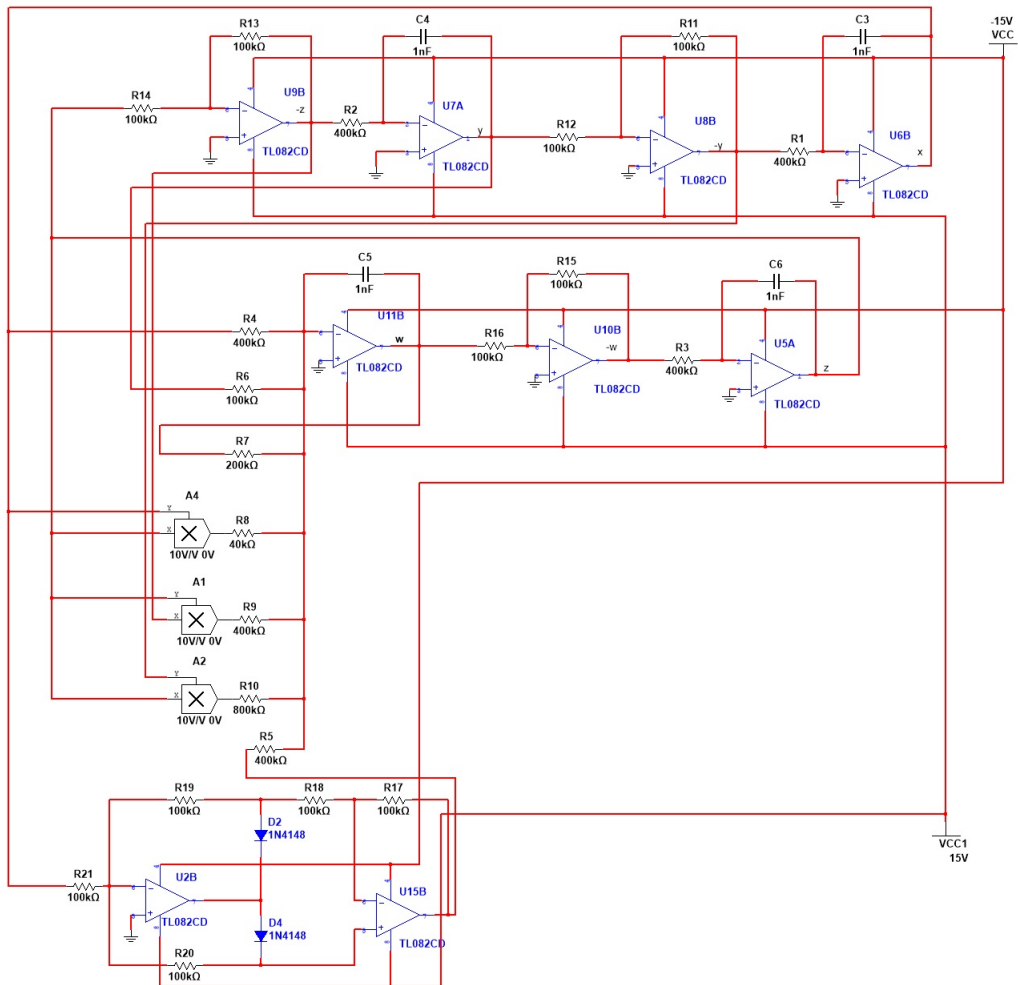 R13
100kΩ
C4
1nF
R11
100kΩ
C3
1nF
-15V
VCC
R14
100kΩ
U9B
-z
TL082CD
R2
400kΩ
U7A
y
TL082CD
R12
100kΩ
U8B
-y
TL082CD
R1
400kΩ
U6B
x
TL082CD
C5
1nF
R15
100kΩ
C6
1nF
R4
400kΩ
U11B
w
TL082CD
R16
100kΩ
U10B
-w
TL082CD
R3
400kΩ
U5A
z
TL082CD
R6
100kΩ
R7
200kΩ
A4
Y
X
10V/V 0V
R8
40kΩ
A1
Y
X
10V/V 0V
R9
400kΩ
A2
Y
X
10V/V 0V
R10
800kΩ
R5
400kΩ
R19
100kΩ
R18
100kΩ
R17
100kΩ
D2
1N4148
VCC1
15V
R21
100kΩ
U2B
TL082CD
D4
1N4148
U15B
TL082CD
R20
100kΩ